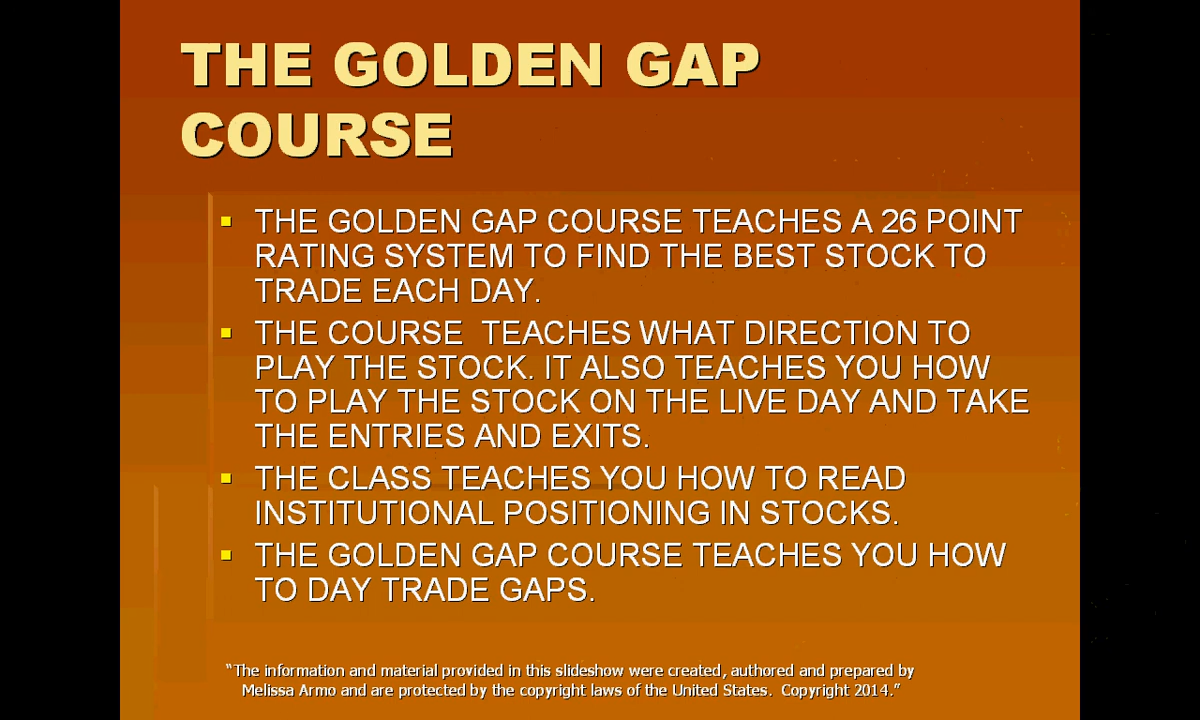 THE GOLDEN GAP
COURSE
▪ THE GOLDEN GAP COURSE TEACHES A 26 POINT
RATING SYSTEM TO FIND THE BEST STOCK TO
TRADE EACH DAY.
▪ THE COURSE  TEACHES WHAT DIRECTION TO
PLAY THE STOCK. IT ALSO TEACHES YOU HOW
TO PLAY THE STOCK ON THE LIVE DAY AND TAKE
THE ENTRIES AND EXITS.
▪ THE CLASS TEACHES YOU HOW TO READ
INSTITUTIONAL POSITIONING IN STOCKS.
▪ THE GOLDEN GAP COURSE TEACHES YOU HOW
TO DAY TRADE GAPS.
“The information and material provided in this slideshow were created, authored and prepared by
Melissa Armo and are protected by the copyright laws of the United States.  Copyright 2014.”